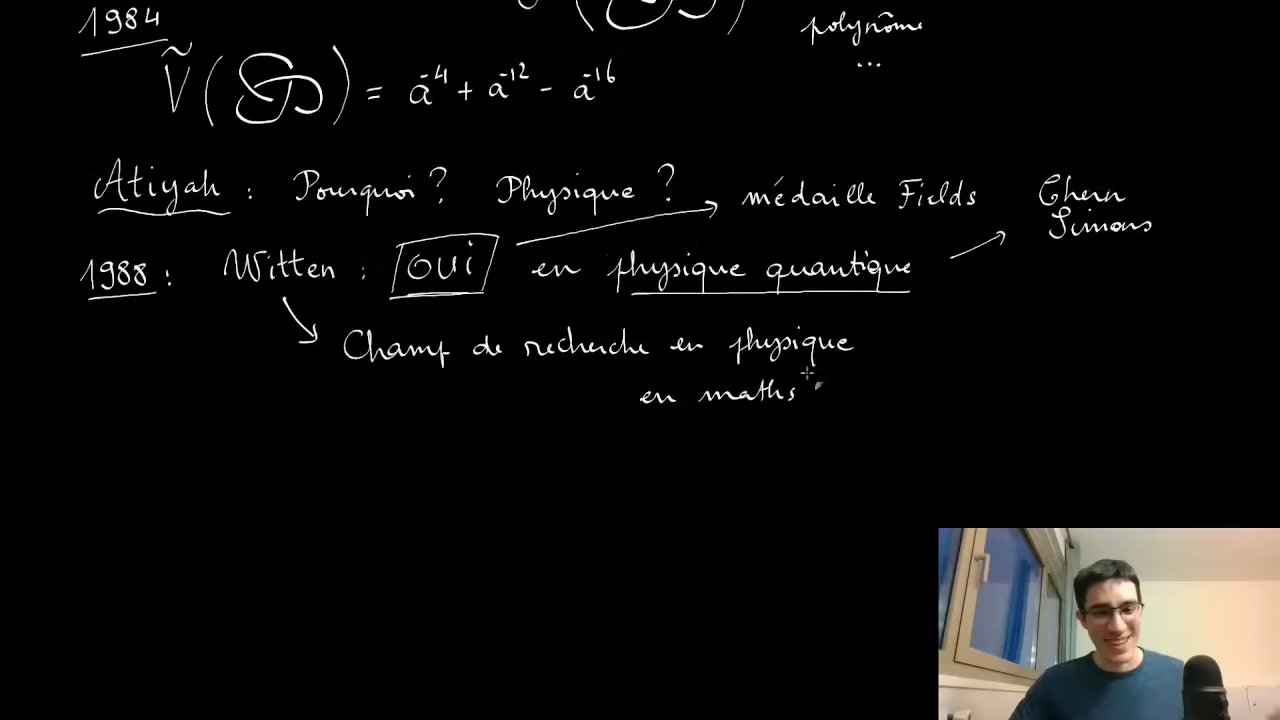 1984
polynôme
...
Ṽ( ) = a⁻⁴ + a⁻¹² - a⁻¹⁶
Atiyah : Pourquoi ? Physique ? → médaille Fields
Chern
Simons
1988 : Witten : OUI en physique quantique
Champ de recherche en physique
en maths